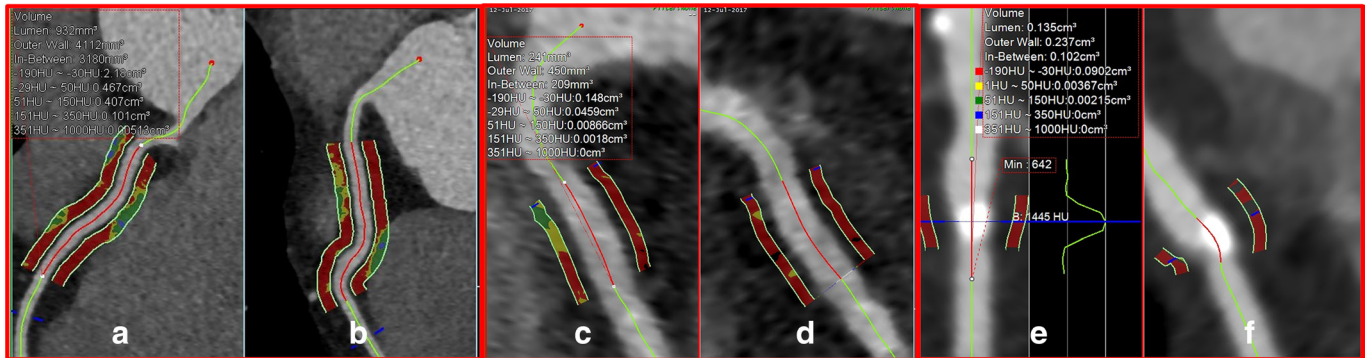 Volume
Lumen: 932mm³
Outer Wall: 4112mm³
In-Between: 3180mm³
-190HU ~ -30HU:2.18cm³
-29HU ~ 50HU:0.467cm³
51HU ~ 150HU:0.407cm³
151HU ~ 350HU:0.101cm³
351HU ~ 1000HU:0.00513cm³
a
b
12-Jul-2017
Volume
Lumen: 241mm³
Outer Wall: 450mm³
In-Between: 209mm³
-190HU ~ -30HU:0.148cm³
-29HU ~ 50HU:0.0459cm³
51HU ~ 150HU:0.00866cm³
151HU ~ 350HU:0.0018cm³
351HU ~ 1000HU:0cm³
c
12-Jul-2017
d
Volume
Lumen: 0.135cm³
Outer Wall: 0.237cm³
In-Between: 0.102cm³
-190HU ~ -30HU:0.0902cm³
1HU ~ 50HU:0.00367cm³
51HU ~ 150HU:0.00215cm³
151HU ~ 350HU:0cm³
351HU ~ 1000HU:0cm³
Min : 642
B: 1445 HU
e
f